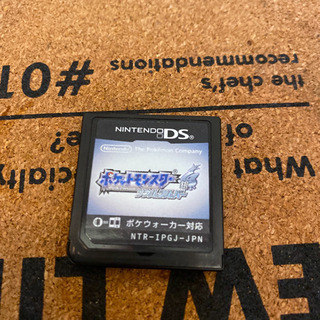 #01
the chef's
of
What
NINTENDO DS
Nintendo The Pokémon Company
ポケットモンスター
ポケウォーカー対応
NTR-IPGJ-JPN